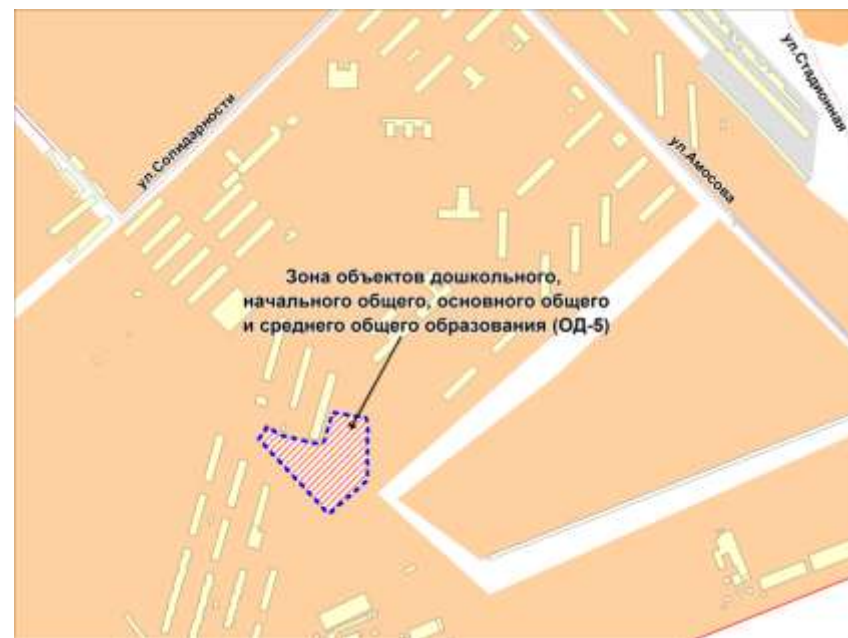 ул.Стадионная
ул.Солидарности
ул.Амосова
Зона объектов дошкольного,
начального общего, основного общего
и среднего общего образования (ОД-5)